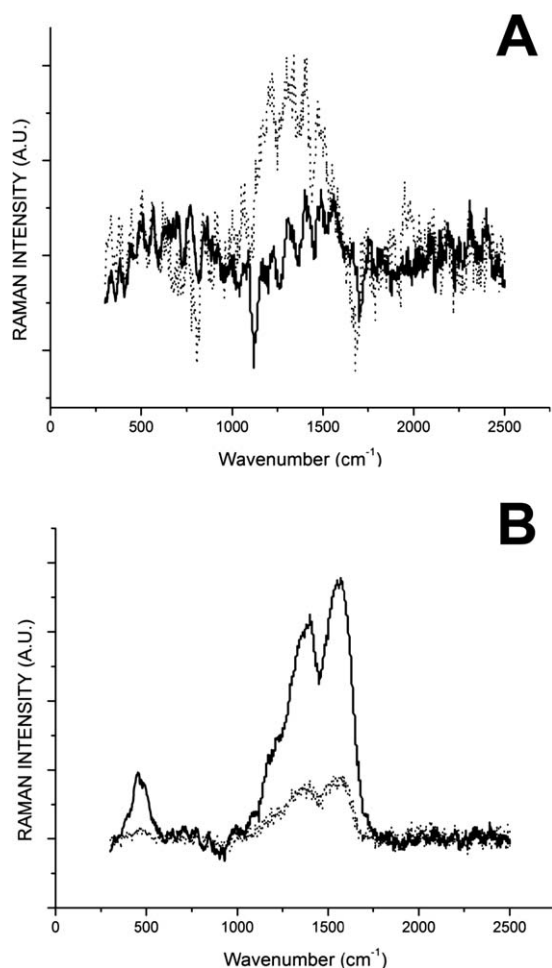 A
RAMAN INTENSITY (A.U.)
0 500 1000 1500 2000 2500
Wavenumber (cm-1)
B
RAMAN INTENSITY (A.U.)
0 500 1000 1500 2000 2500
Wavenumber (cm-1)